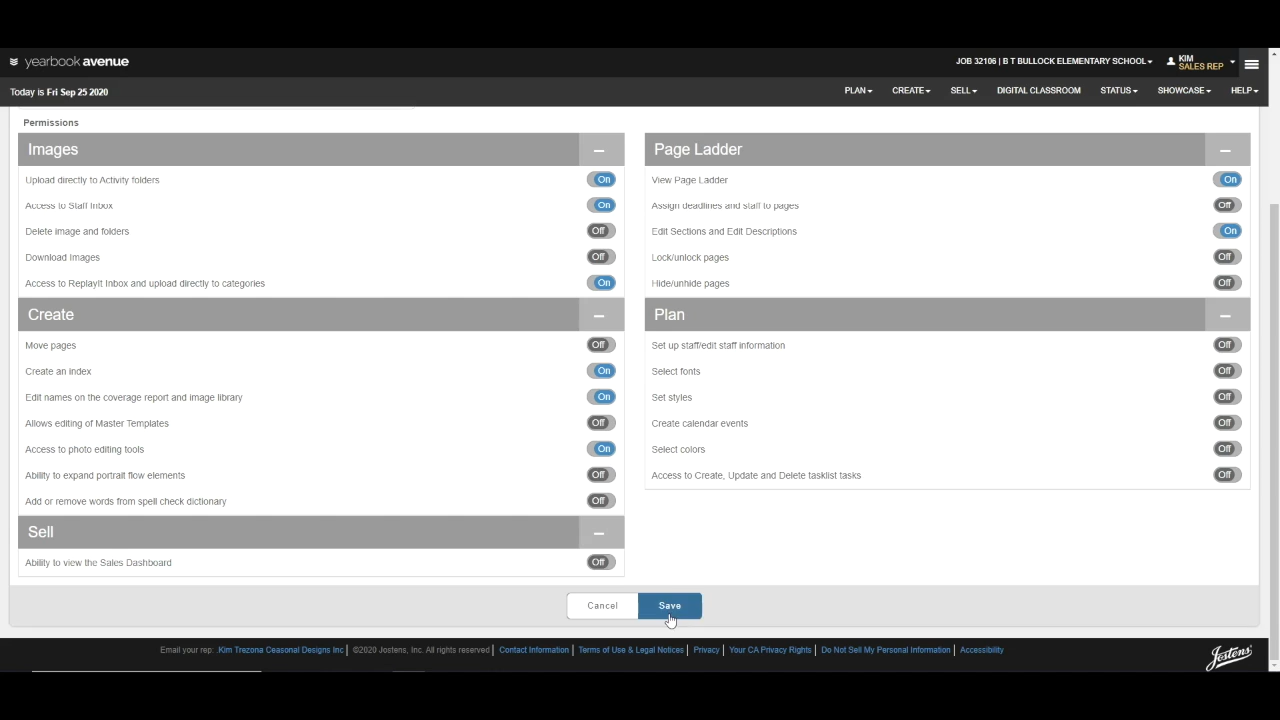 yearbook avenue
JOB 32106 | B T BULLOCK ELEMENTARY SCHOOL
KIM
SALES REP
Today is Fri Sep 25 2020
PLAN CREATE SELL DIGITAL CLASSROOM STATUS SHOWCASE HELP
Permissions
Images
Upload directly to Activity folders On
Access to Staff Inbox On
Delete image and folders Off
Download Images Off
Access to ReplayIt Inbox and upload directly to categories On
Create
Move pages Off
Create an index On
Edit names on the coverage report and image library On
Allows editing of Master Templates Off
Access to photo editing tools On
Ability to expand portrait flow elements Off
Add or remove words from spell check dictionary Off
Sell
Ability to view the Sales Dashboard Off
Page Ladder
View Page Ladder On
Assign deadlines and staff to pages Off
Edit Sections and Edit Descriptions On
Lock/unlock pages Off
Hide/unhide pages Off
Plan
Set up staff/edit staff information Off
Select fonts Off
Set styles Off
Create calendar events Off
Select colors Off
Access to Create, Update and Delete tasklist tasks Off
Cancel Save
Email your rep: .Kim Trezona Ceasonal Designs Inc | ©2020 Jostens, Inc. All rights reserved | Contact Information | Terms of Use & Legal Notices | Privacy | Your CA Privacy Rights | Do Not Sell My Personal Information | Accessibility
Jostens